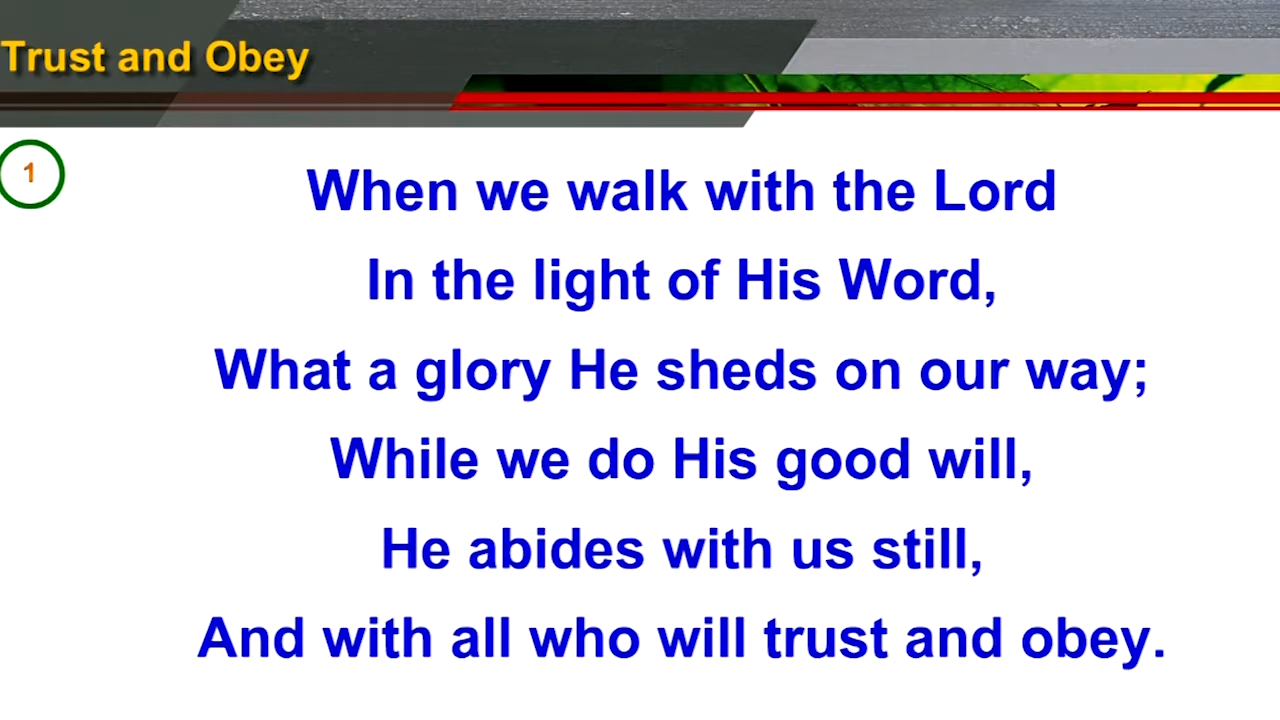 Trust and Obey
1
When we walk with the Lord
In the light of His Word,
What a glory He sheds on our way;
While we do His good will,
He abides with us still,
And with all who will trust and obey.